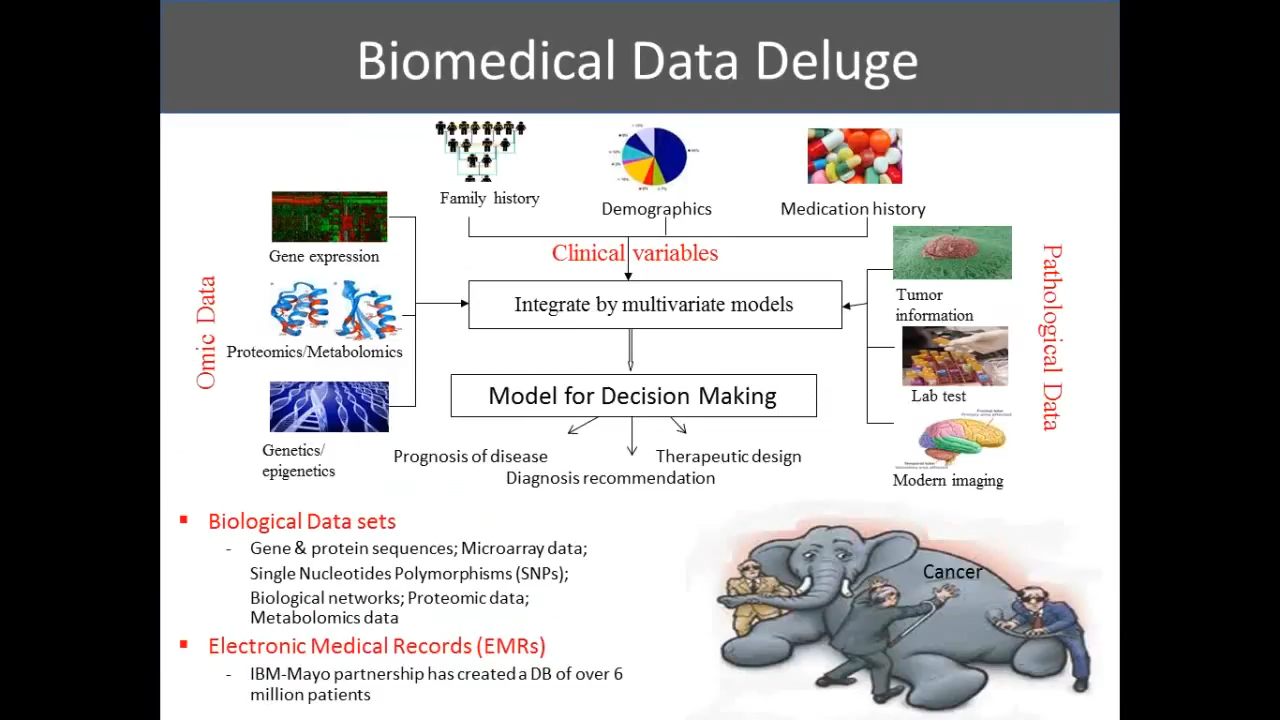 Biomedical Data Deluge
Family history
Demographics
Medication history
Clinical variables
Omic Data
Gene expression
Proteomics/Metabolomics
Genetics/
epigenetics
Integrate by multivariate models
Model for Decision Making
Prognosis of disease
Therapeutic design
Diagnosis recommendation
Pathological Data
Tumor
information
Lab test
Modern imaging
▪ Biological Data sets
- Gene & protein sequences; Microarray data;
Single Nucleotides Polymorphisms (SNPs);
Biological networks; Proteomic data;
Metabolomics data
▪ Electronic Medical Records (EMRs)
- IBM-Mayo partnership has created a DB of over 6
million patients
Cancer